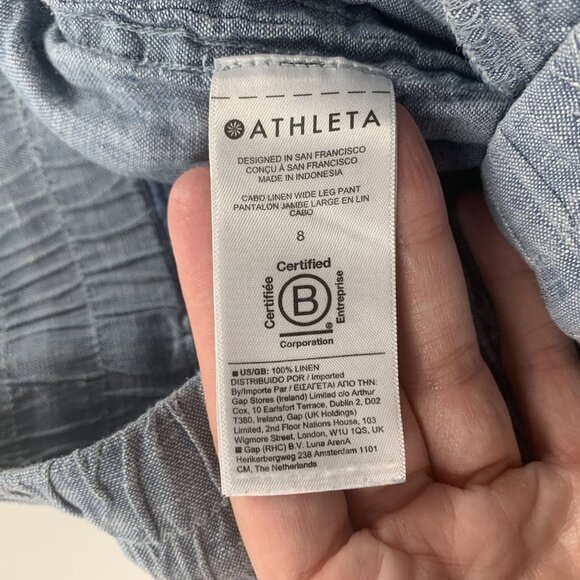 ATHLETA
DESIGNED IN SAN FRANCISCO
CONÇU À SAN FRANCISCO
MADE IN INDONESIA
CABO LINEN WIDE LEG PANT
PANTALON JAMBE LARGE EN LIN
CABO
8
Certified
Certifiée
B
Entreprise
®
Corporation
US/GB: 100% LINEN
DISTRIBUIDO POR / Imported
By/Importe Par / ΕΙΣΑΓΕΤΑΙ ΑΠΟ ΤΗΝ:
Gap Stores (Ireland) Limited c/o Arthur
Cox, 10 Earlsfort Terrace, Dublin 2, D02
T380, Ireland, Gap (UK Holdings)
Limited, 2nd Floor Nations House, 103
Wigmore Street, London, W1U 1QS, UK
Gap (RHC) B.V. Luna ArenA
Herikerbergweg 238 Amsterdam 1101
CM, The Netherlands